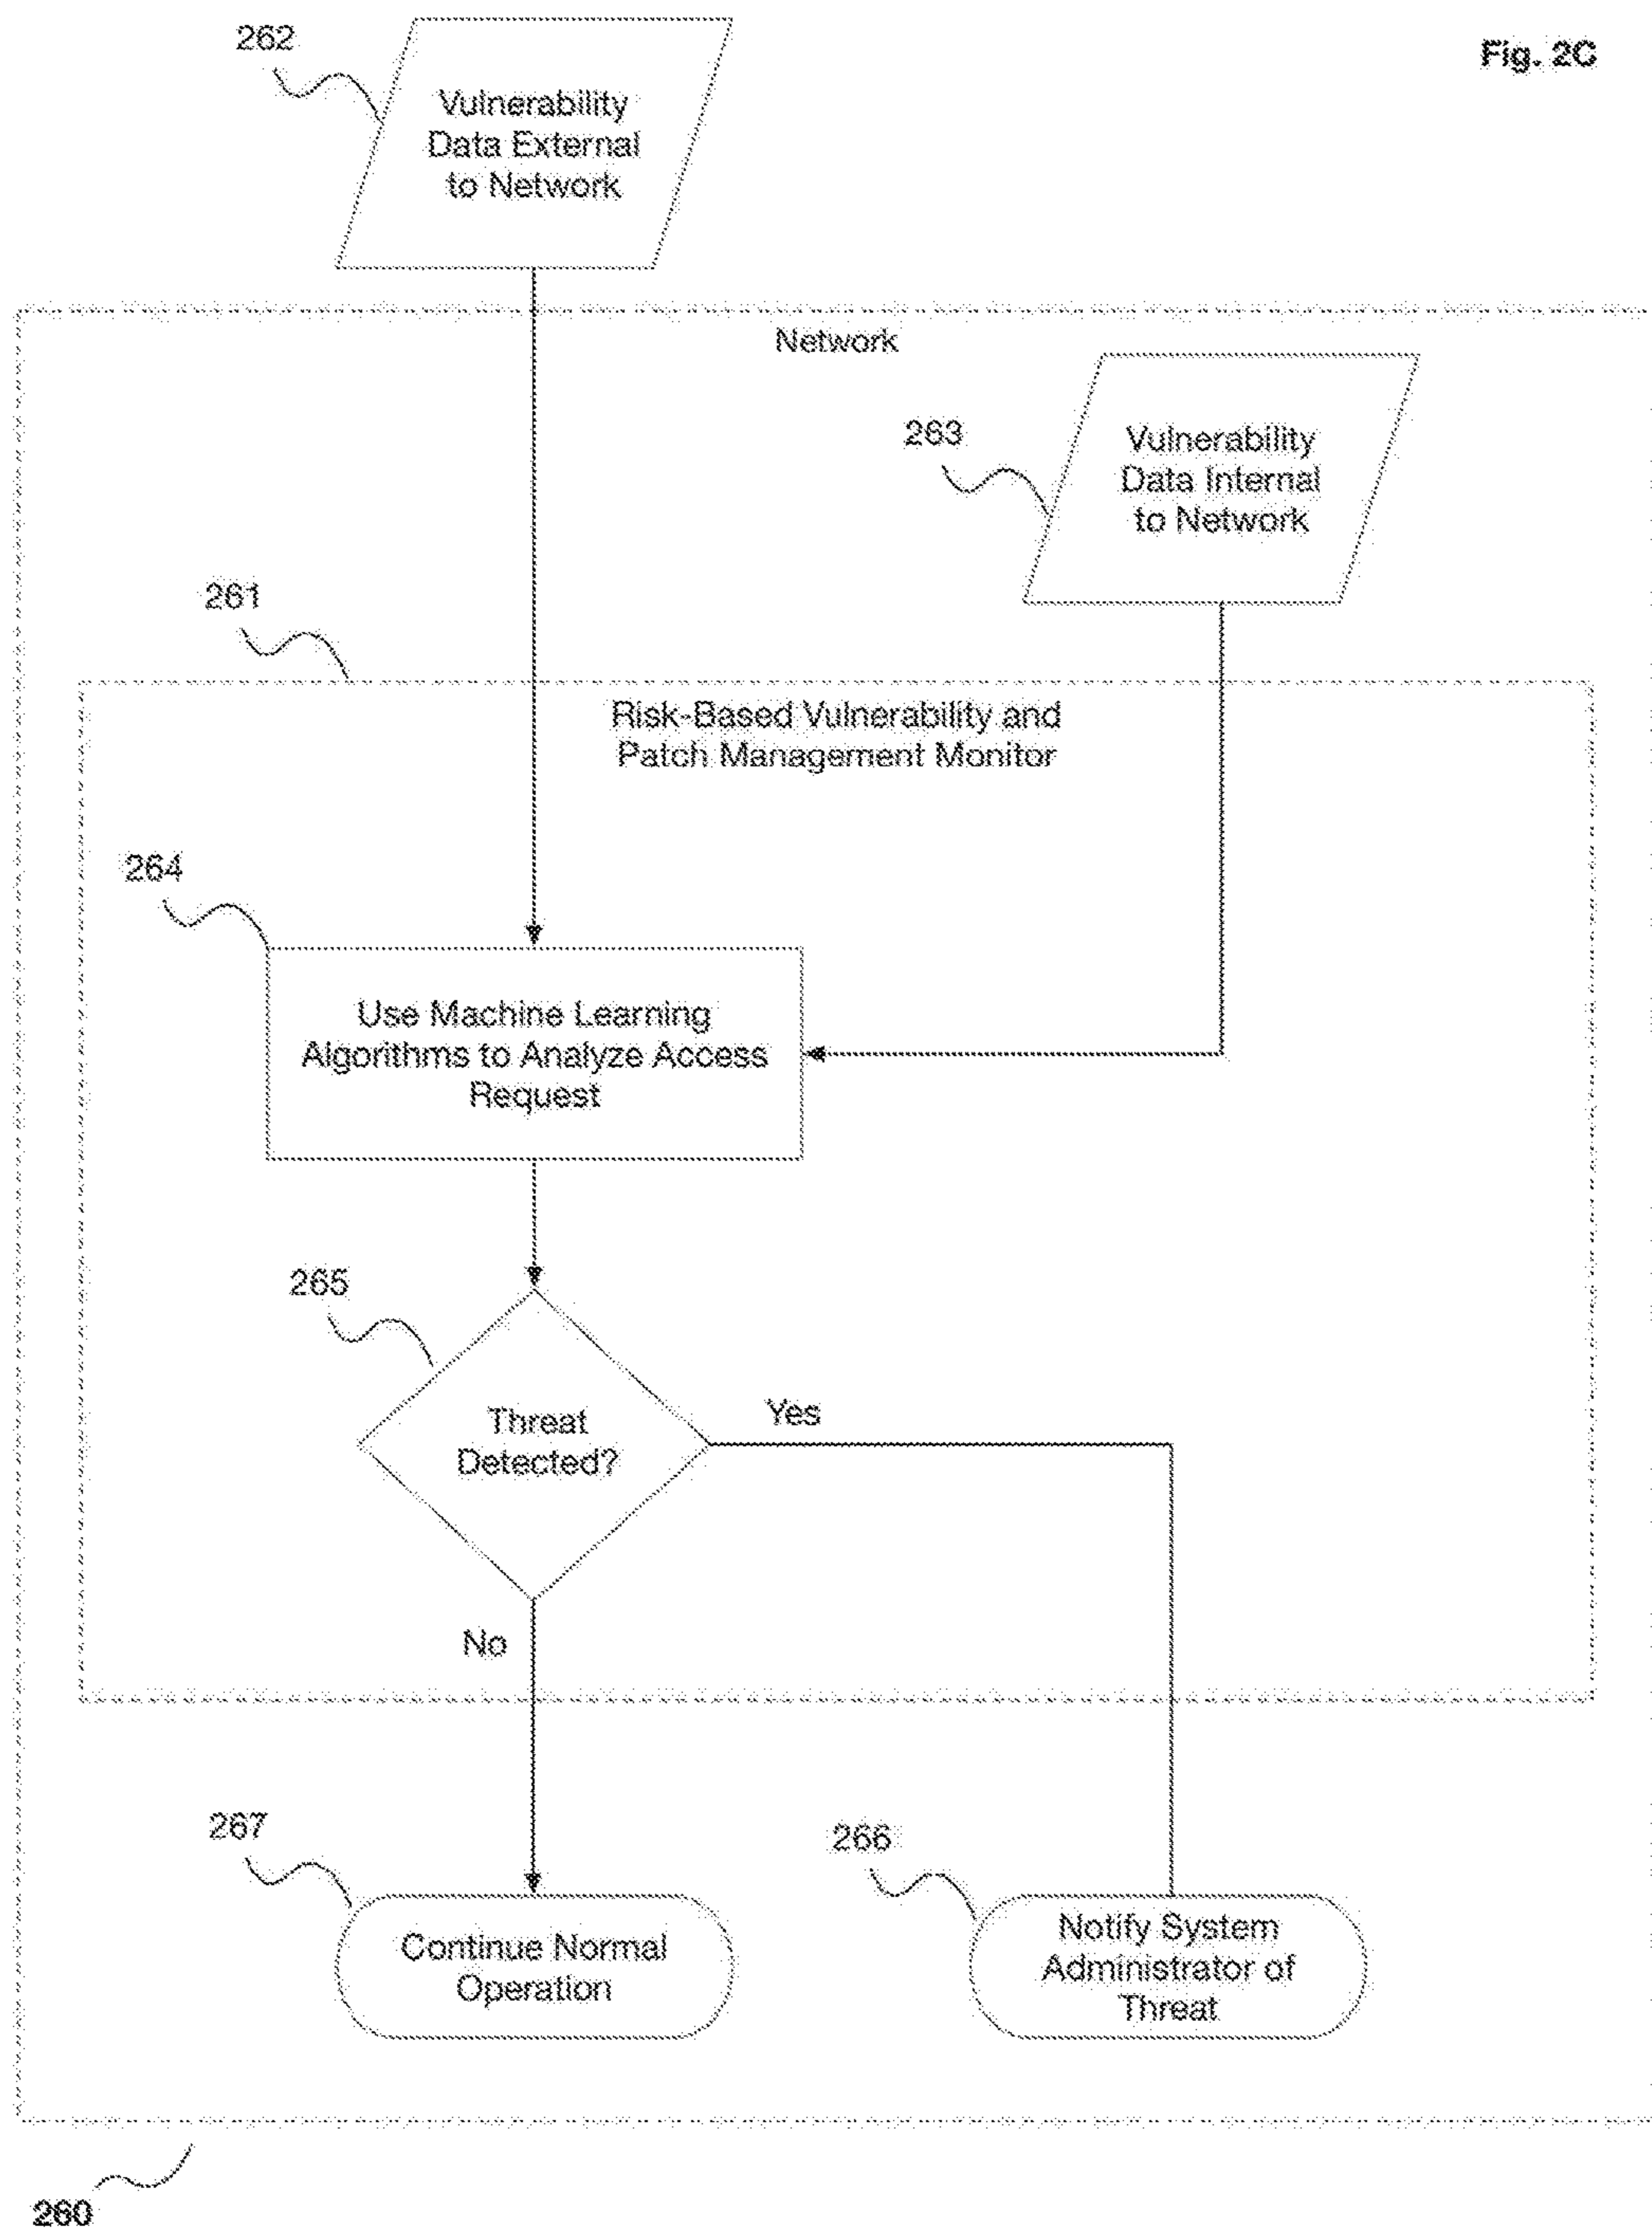 Fig. 2C
262
Vulnerability
Data External
to Network
Network
263
Vulnerability
Data Internal
to Network
261
Risk-Based Vulnerability and
Patch Management Monitor
264
Use Machine Learning
Algorithms to Analyze Access
Request
265
Threat
Detected?
Yes
No
267
Continue Normal
Operation
266
Notify System
Administrator of
Threat
260